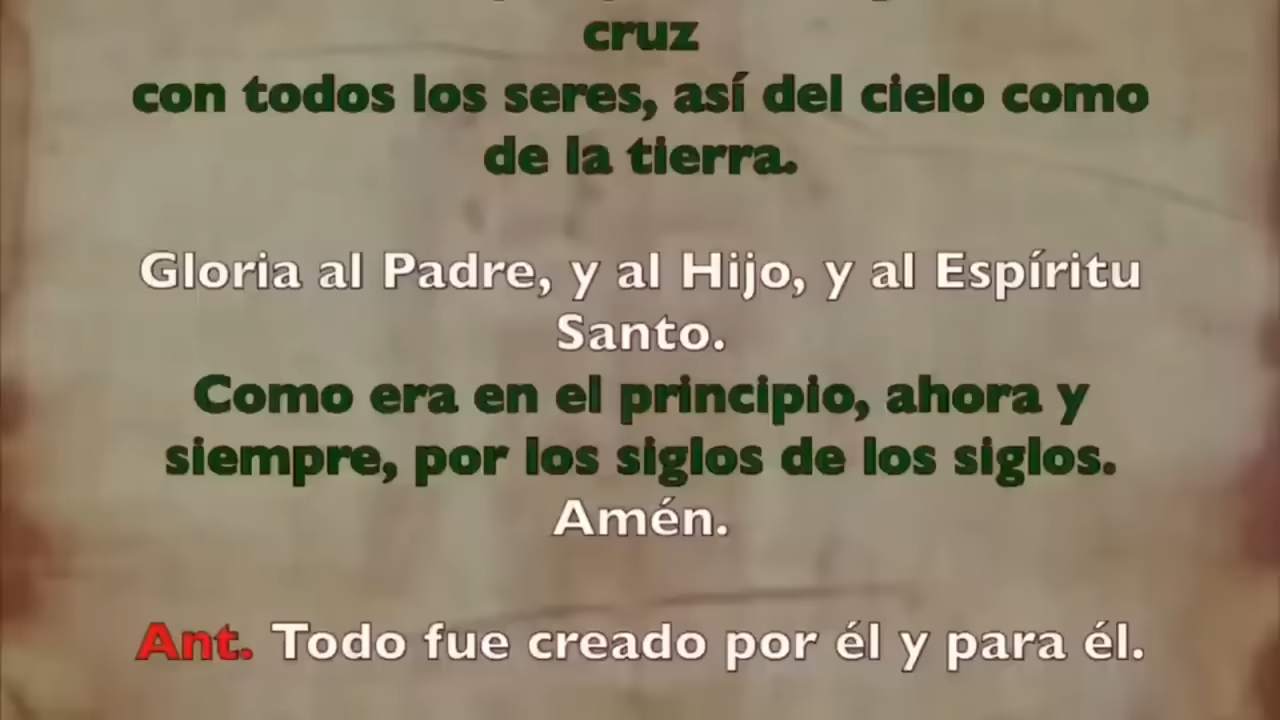 cruz
con todos los seres, así del cielo como
de la tierra.
Gloria al Padre, y al Hijo, y al Espíritu
Santo.
Como era en el principio, ahora y
siempre, por los siglos de los siglos.
Amén.
Ant. Todo fue creado por él y para él.